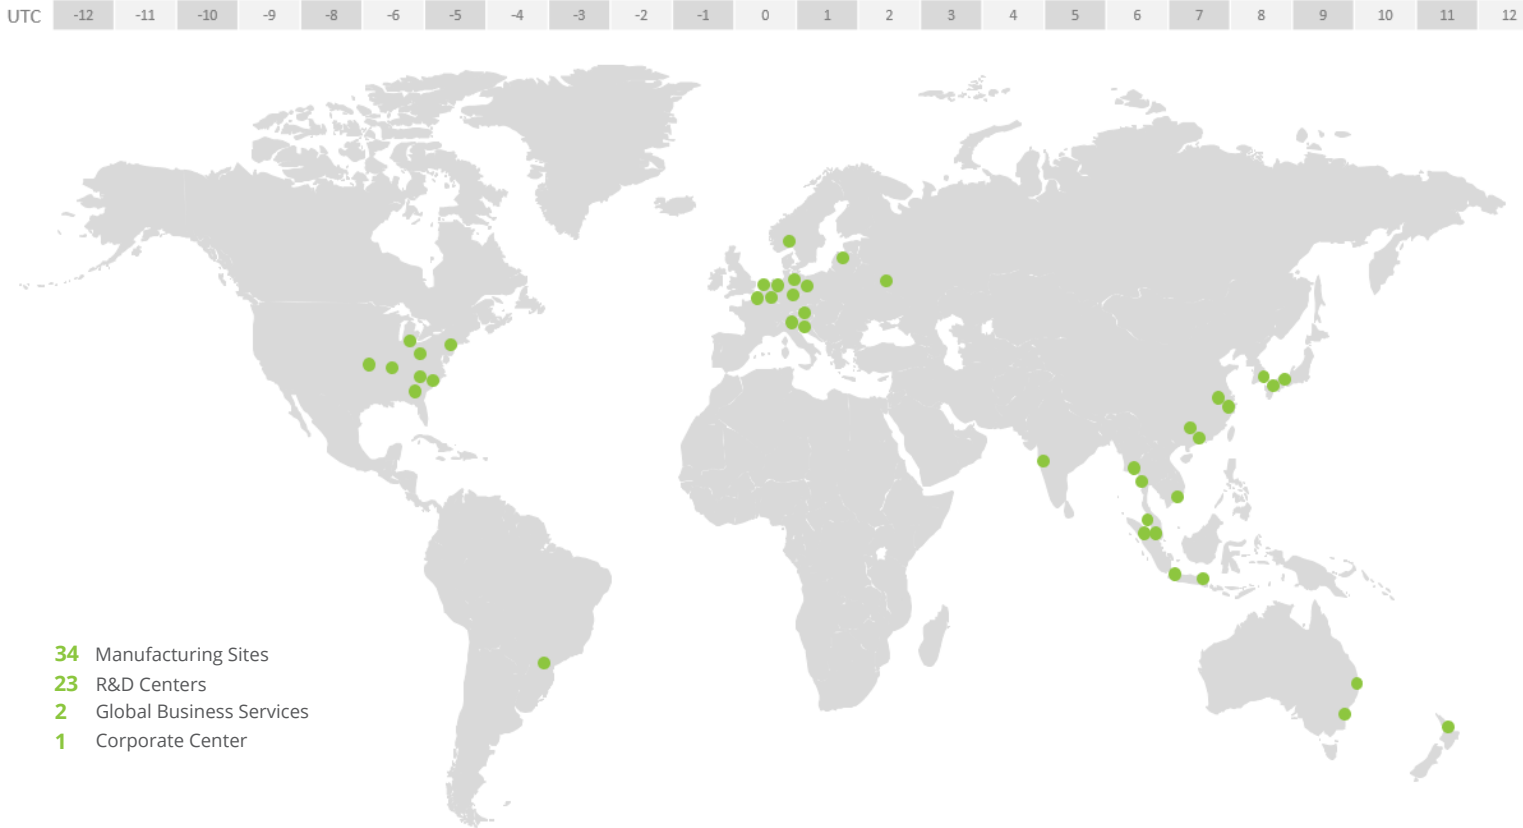 UTC -12 -11 -10 -9 -8 -7 -6 -5 -4 -3 -2 -1 0 1 2 3 4 5 6 7 8 9 10 11 12
34 Manufacturing Sites
23 R&D Centers
2 Global Business Services
1 Corporate Center